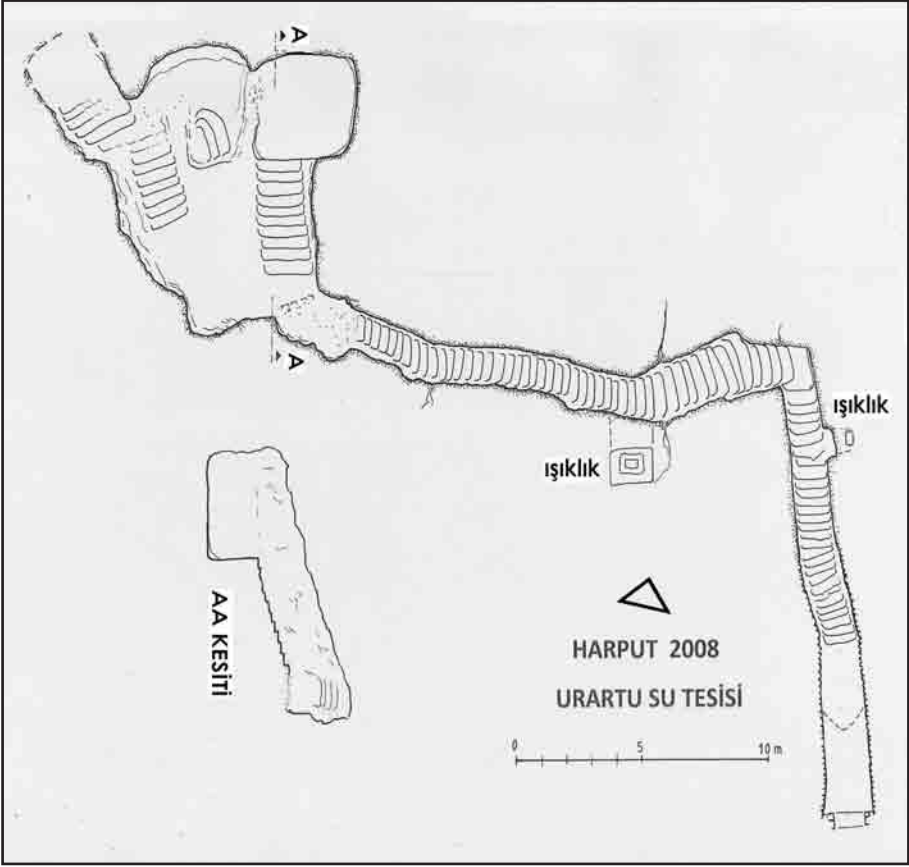 A
A
ışıklık
ışıklık
AA KESİTİ
HARPUT 2008
URARTU SU TESİSİ
0 5 10 m